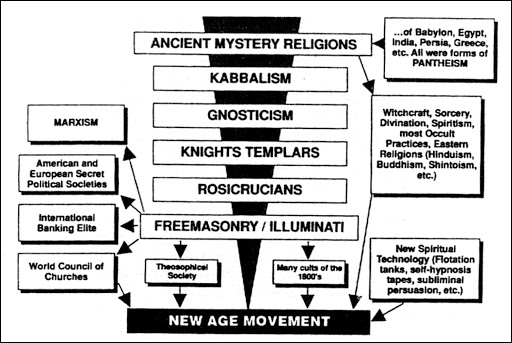 ANCIENT MYSTERY RELIGIONS
...of Babylon, Egypt,
India, Persia, Greece,
etc. All were forms of
PANTHEISM
KABBALISM
GNOSTICISM
KNIGHTS TEMPLARS
ROSICRUCIANS
FREEMASONRY / ILLUMINATI
Witchcraft, Sorcery,
Divination, Spiritism,
most Occult
Practices, Eastern
Religions (Hinduism,
Buddhism, Shintoism,
etc.)
MARXISM
American and
European Secret
Political Societies
International
Banking Elite
World Council of
Churches
Theosophical
Society
Many cults of the
1800's
New Spiritual
Technology (Flotation
tanks, self-hypnosis
tapes, subliminal
persuasion, etc.)
NEW AGE MOVEMENT